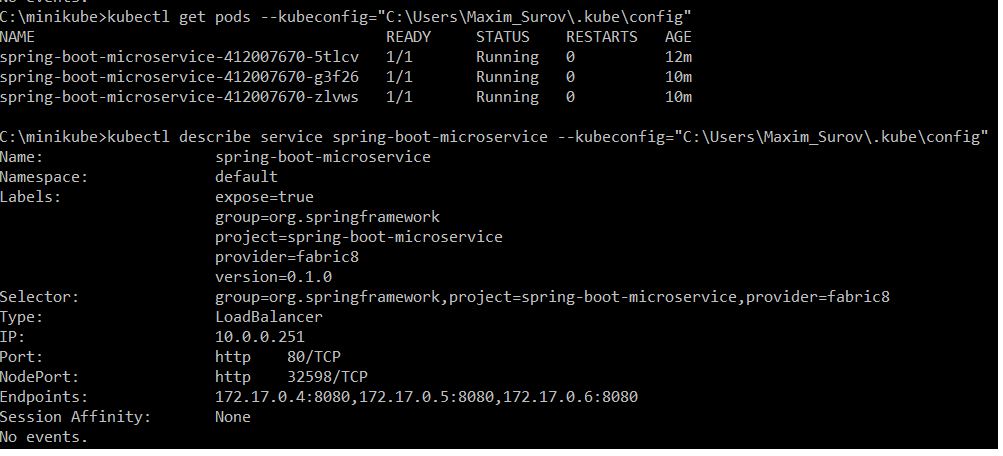 No events.
C:\minikube>kubectl get pods --kubeconfig="C:\Users\Maxim_Surov\.kube\config"
NAME READY STATUS RESTARTS AGE
spring-boot-microservice-412007670-5tlcv 1/1 Running 0 12m
spring-boot-microservice-412007670-g3f26 1/1 Running 0 10m
spring-boot-microservice-412007670-zlvws 1/1 Running 0 10m
C:\minikube>kubectl describe service spring-boot-microservice --kubeconfig="C:\Users\Maxim_Surov\.kube\config"
Name: spring-boot-microservice
Namespace: default
Labels: expose=true
group=org.springframework
project=spring-boot-microservice
provider=fabric8
version=0.1.0
Selector: group=org.springframework,project=spring-boot-microservice,provider=fabric8
Type: LoadBalancer
IP: 10.0.0.251
Port: http 80/TCP
NodePort: http 32598/TCP
Endpoints: 172.17.0.4:8080,172.17.0.5:8080,172.17.0.6:8080
Session Affinity: None
No events.